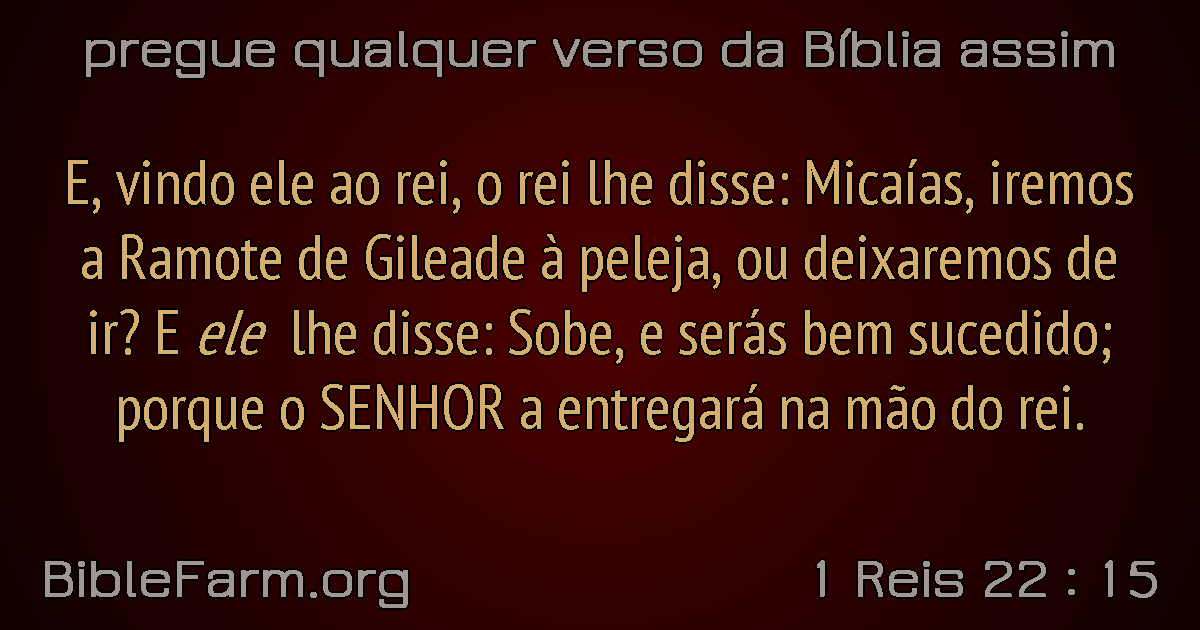 pregue qualquer verso da Bíblia assim
E, vindo ele ao rei, o rei lhe disse: Micaías, iremos
a Ramote de Gileade à peleja, ou deixaremos de
ir? E ele lhe disse: Sobe, e serás bem sucedido;
porque o SENHOR a entregará na mão do rei.
BibleFarm.org
1 Reis 22 : 15